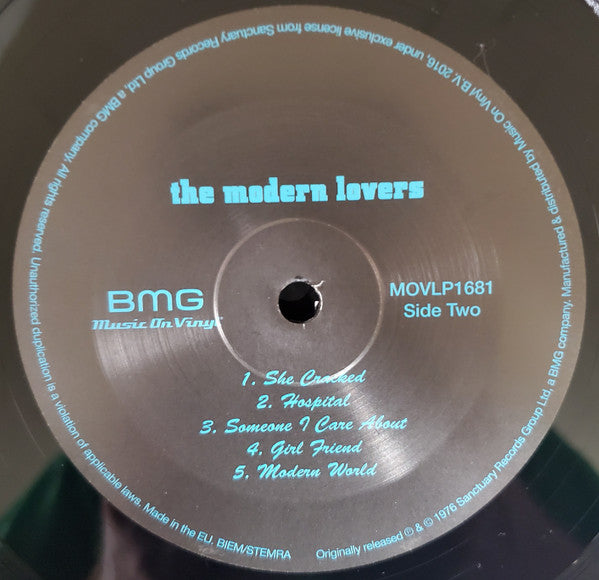 the modern lovers
BMG
Music On Vinyl
MOVLP1681
Side Two
1. She Cracked
2. Hospital
3. Someone I Care About
4. Girl Friend
5. Modern World
Originally released ℗ & © 1976 Sanctuary Records Group Ltd, a BMG company. Manufactured & distributed by Music On Vinyl B.V. 2016, under exclusive license from Sanctuary Records Group Ltd, a BMG company. All rights reserved. Unauthorized duplication is a violation of applicable laws. Made in the EU, BIEM/STEMRA